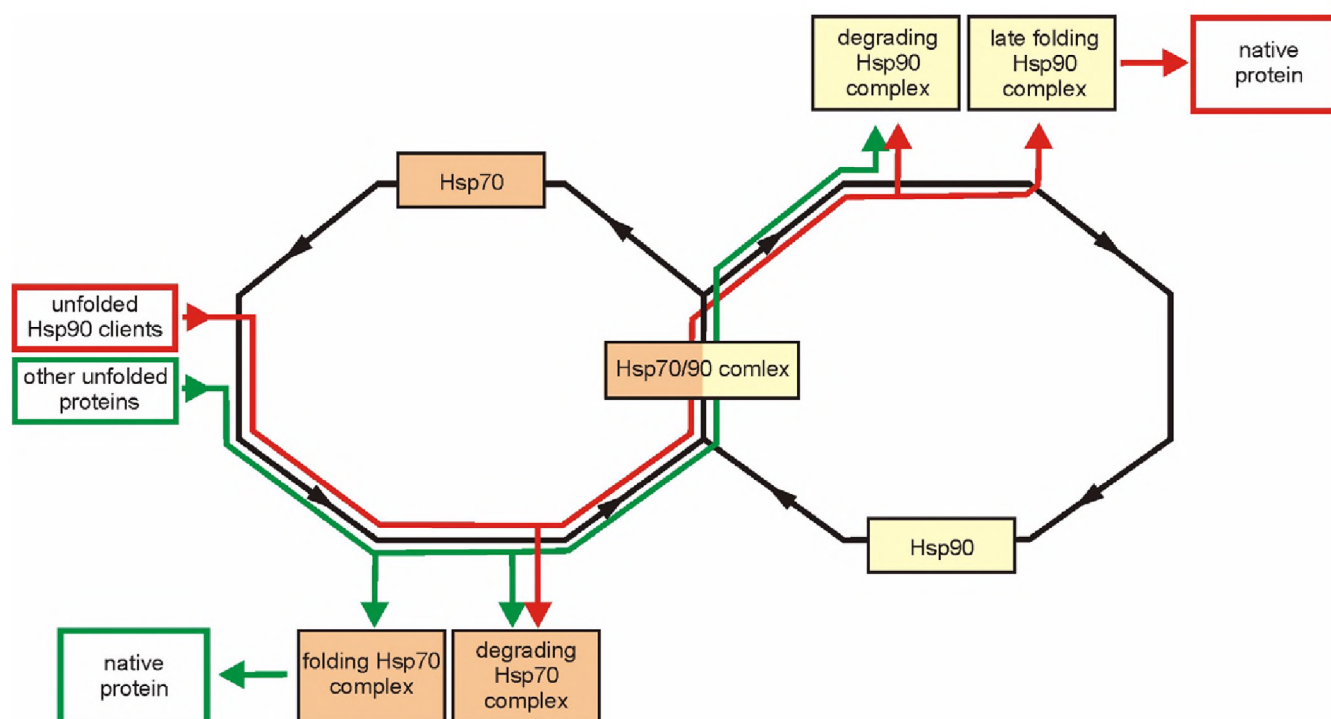 degrading
Hsp90
complex
late folding
Hsp90
complex
native
protein
Hsp70
unfolded
Hsp90 clients
other unfolded
proteins
Hsp70/90 comlex
Hsp90
native
protein
folding Hsp70
complex
degrading
Hsp70
complex